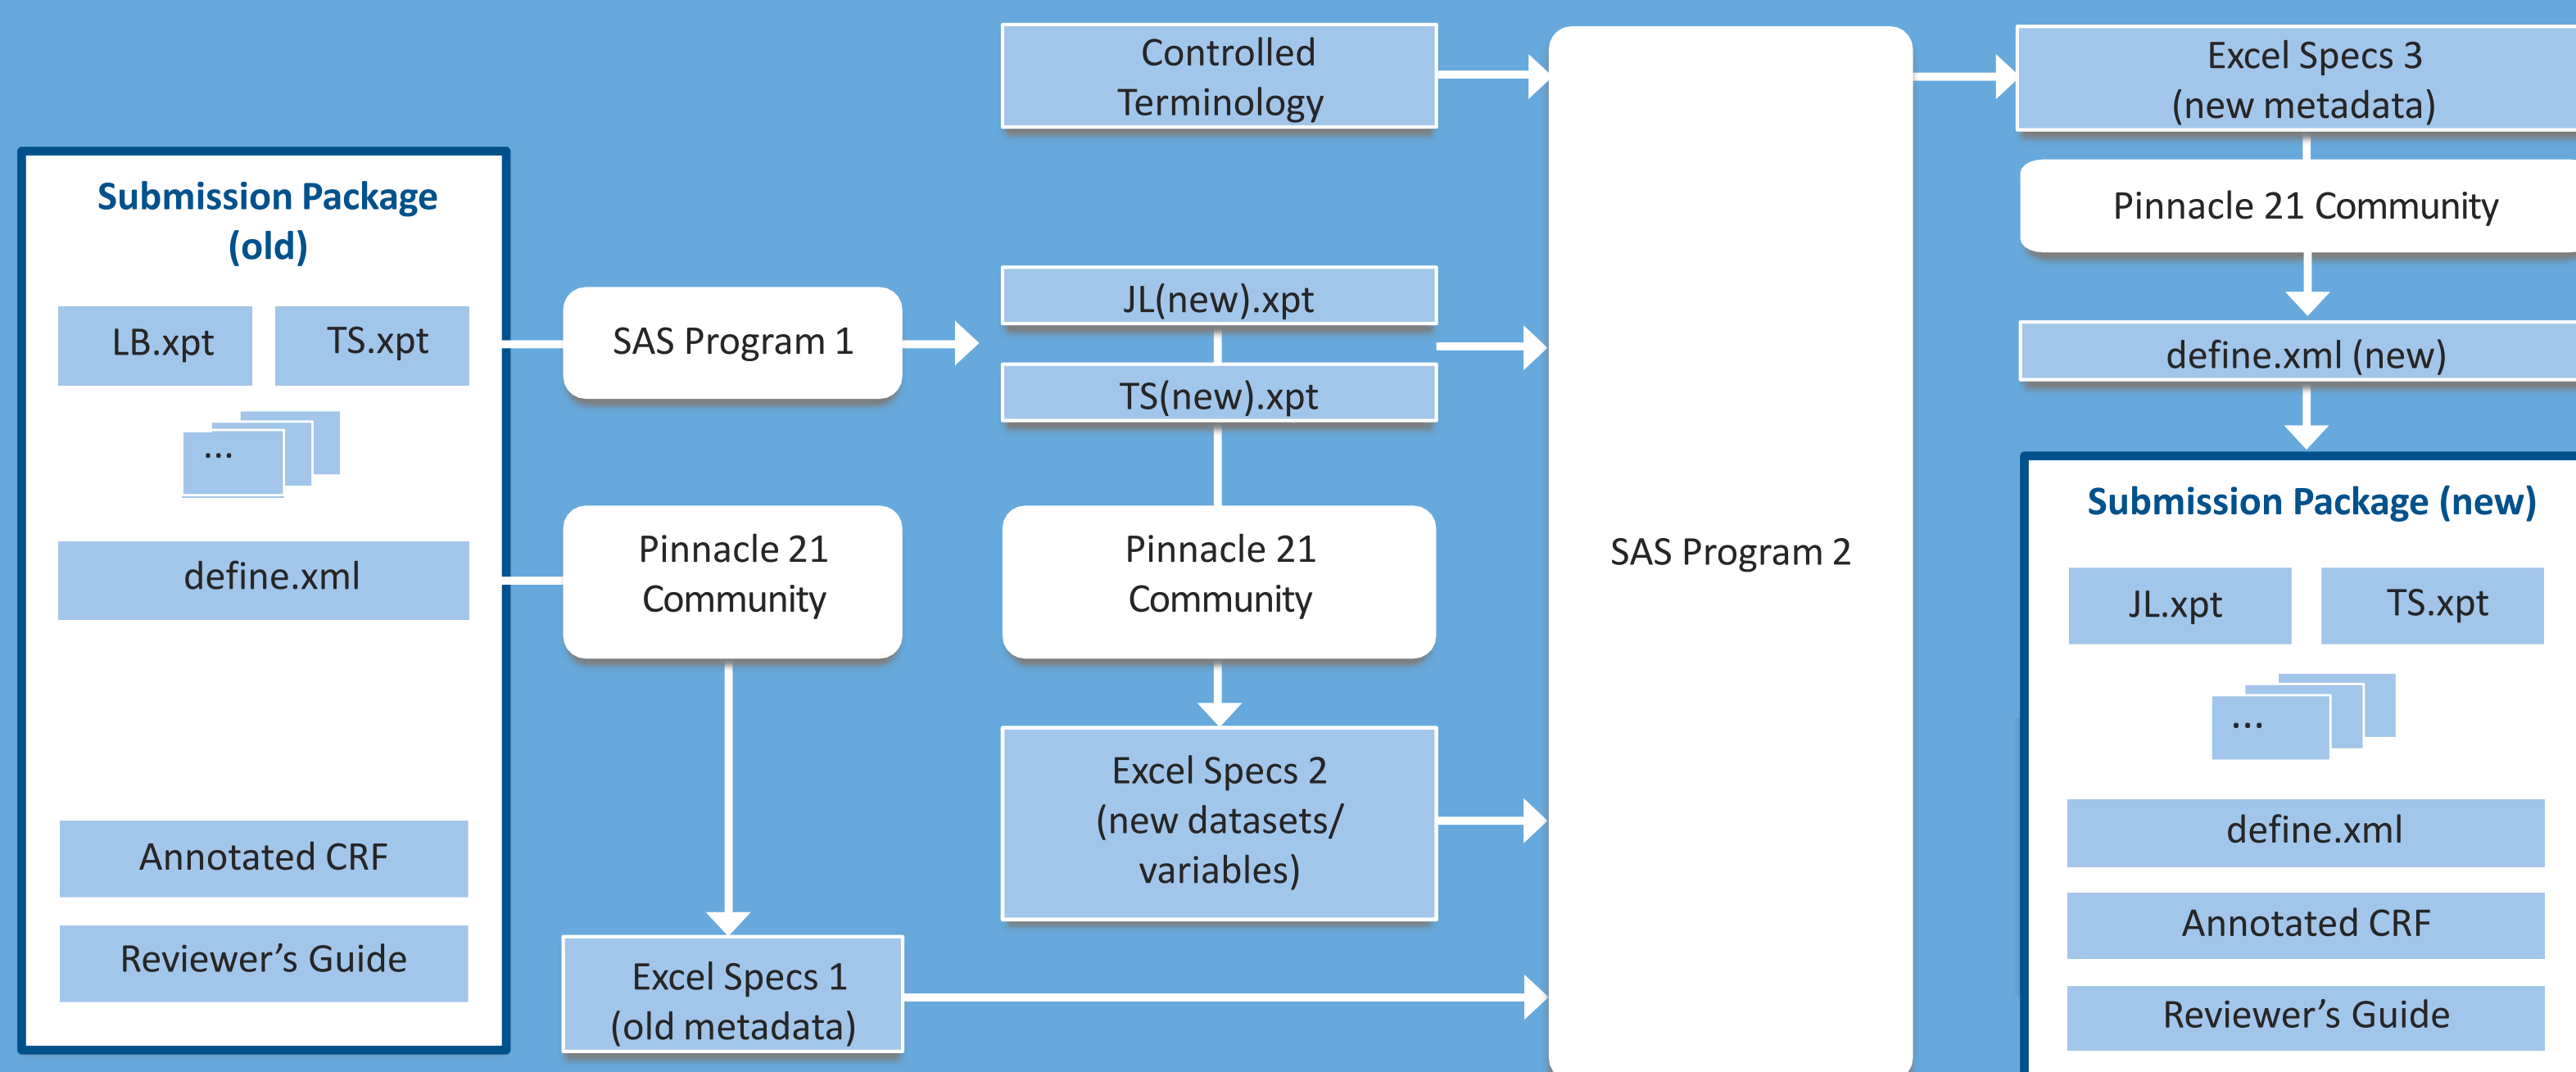 Submission Package
(old)
LB.xpt
TS.xpt
...
define.xml
Annotated CRF
Reviewer’s Guide
SAS Program 1
Pinnacle 21
Community
Excel Specs 1
(old metadata)
Controlled
Terminology
JL(new).xpt
TS(new).xpt
Pinnacle 21
Community
Excel Specs 2
(new datasets/
variables)
SAS Program 2
Excel Specs 3
(new metadata)
Pinnacle 21 Community
define.xml (new)
Submission Package (new)
JL.xpt
TS.xpt
...
define.xml
Annotated CRF
Reviewer’s Guide